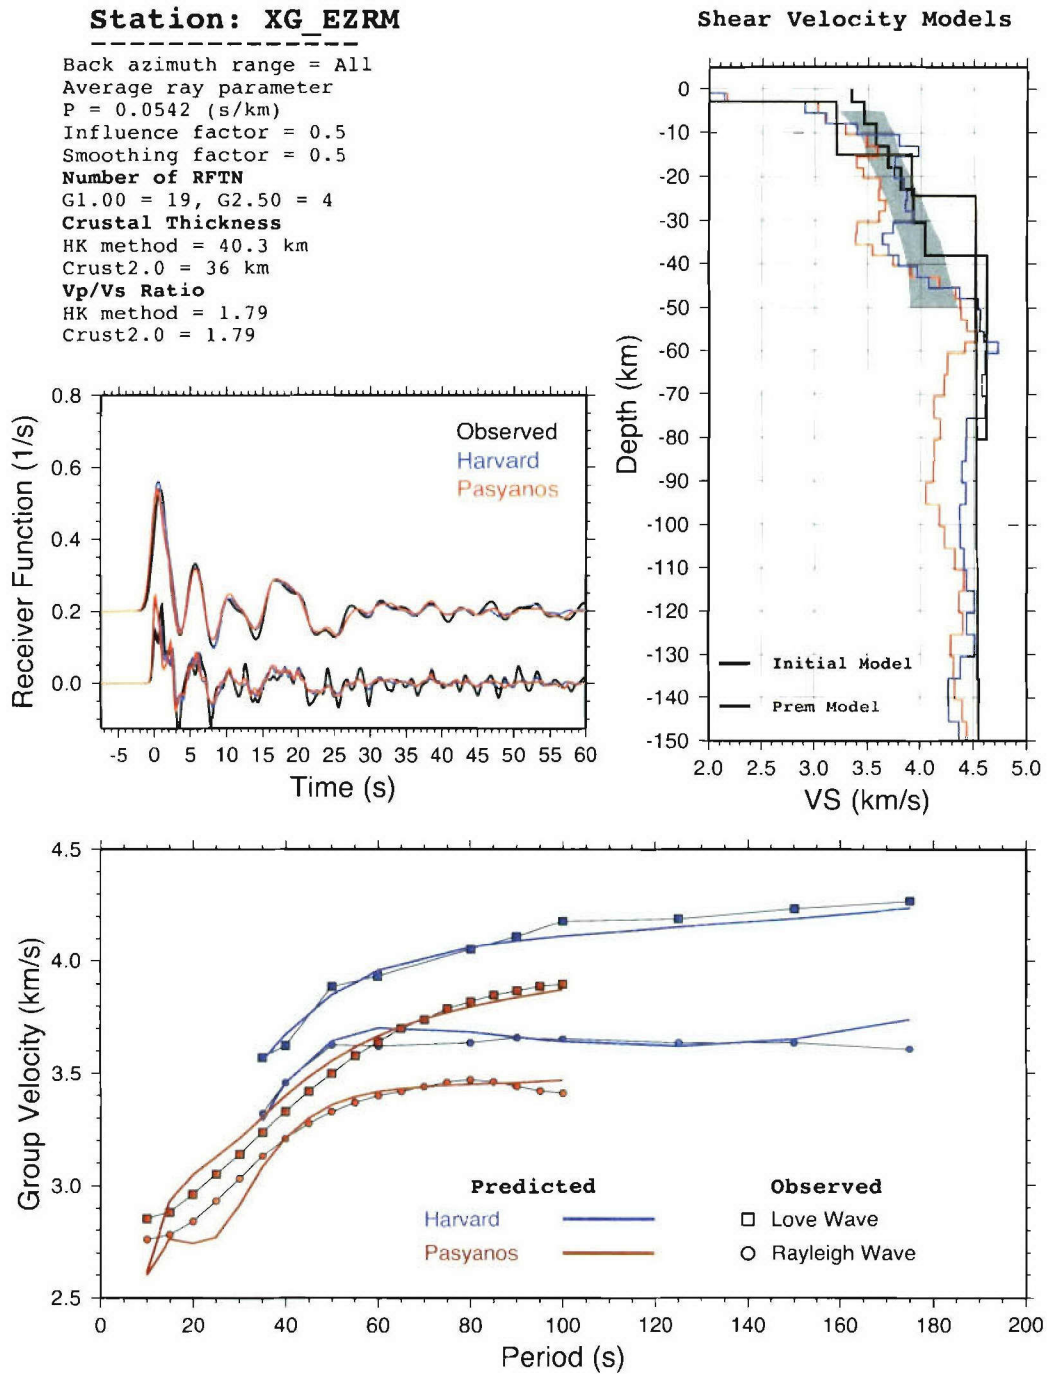 Station: XG_EZRM
Back azimuth range = All
Average ray parameter
P = 0.0542 (s/km)
Influence factor = 0.5
Smoothing factor = 0.5
Number of RFTN
G1.00 = 19, G2.50 = 4
Crustal Thickness
HK method = 40.3 km
Crust2.0 = 36 km
Vp/Vs Ratio
HK method = 1.79
Crust2.0 = 1.79
Shear Velocity Models
0
-10
-20
-30
-40
-50
-60
-70
-80
-90
-100
-110
-120
-130
-140
-150
Depth (km)
Initial Model
Prem Model
2.0 2.5 3.0 3.5 4.0 4.5 5.0
VS (km/s)
0.8
0.6
0.4
0.2
0.0
Receiver Function (1/s)
Observed
Harvard
Pasyanos
-5 0 5 10 15 20 25 30 35 40 45 50 55 60
Time (s)
4.5
4.0
3.5
3.0
2.5
Group Velocity (km/s)
Predicted
Harvard
Pasyanos
Observed
Love Wave
Rayleigh Wave
0 20 40 60 80 100 120 140 160 180 200
Period (s)